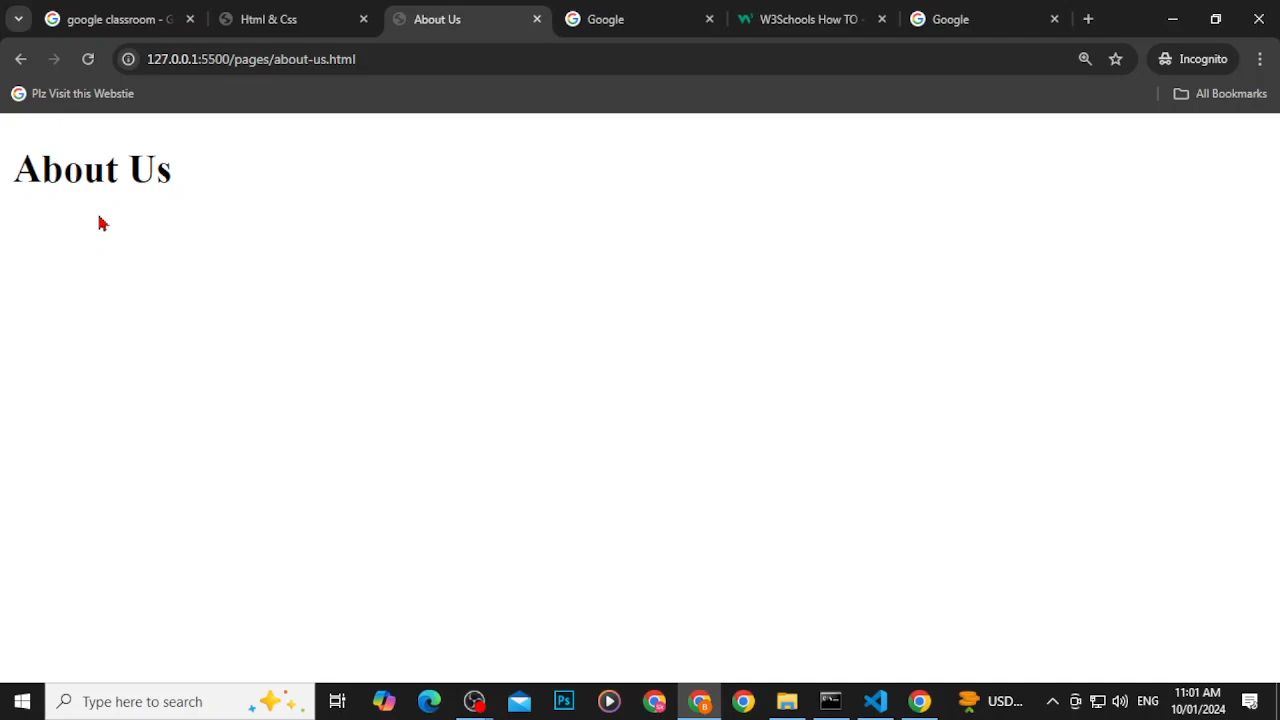 google classroom - G
Html & Css
About Us
Google
W3Schools How TO -
Google
127.0.0.1:5500/pages/about-us.html
Incognito
Plz Visit this Webstie
All Bookmarks
About Us
Type here to search
Ps
B
USD...
ENG
11:01 AM
10/01/2024